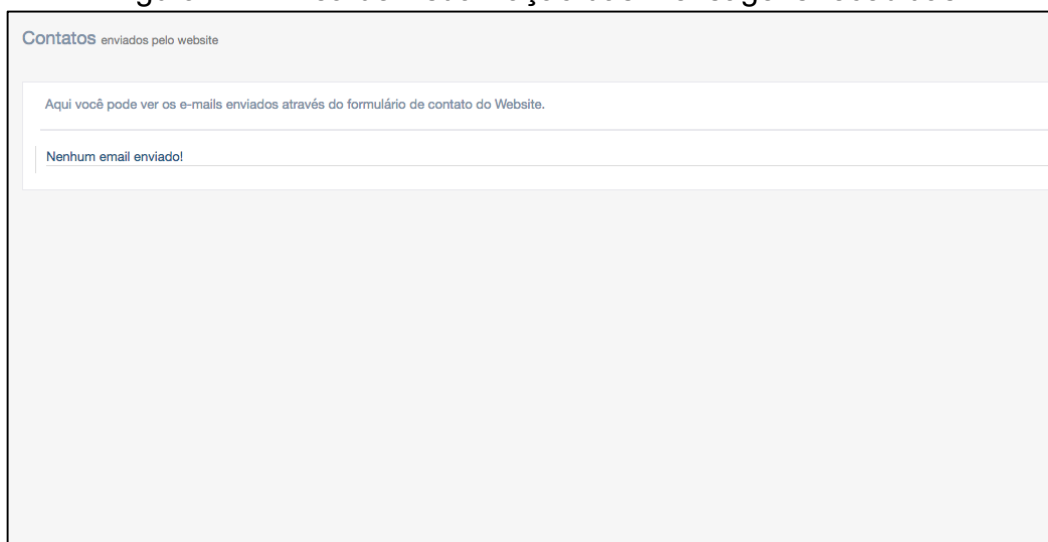 Contatos enviados pelo website
Aqui você pode ver os e-mails enviados através do formulário de contato do Website.
Nenhum email enviado!